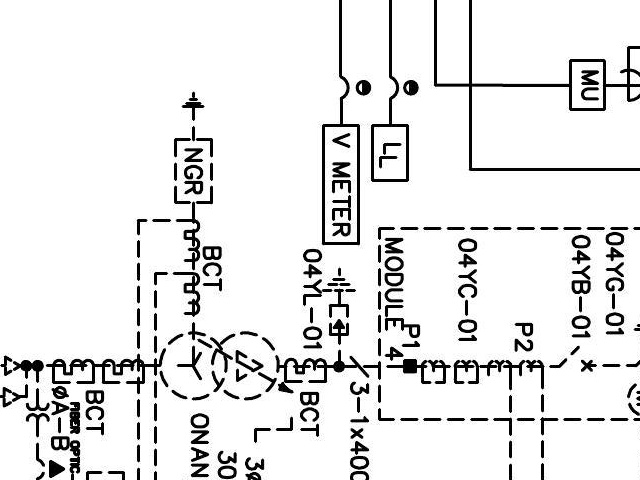 MU
V METER
LL
NGR
BCT
04YL-01
MODULE 4
04YC-01
04YB-01
04YG-01
P1
P2
BCT
3-1x400
BCT
ØA-B
FIBER OPTIC
ONAN
30
3Ø